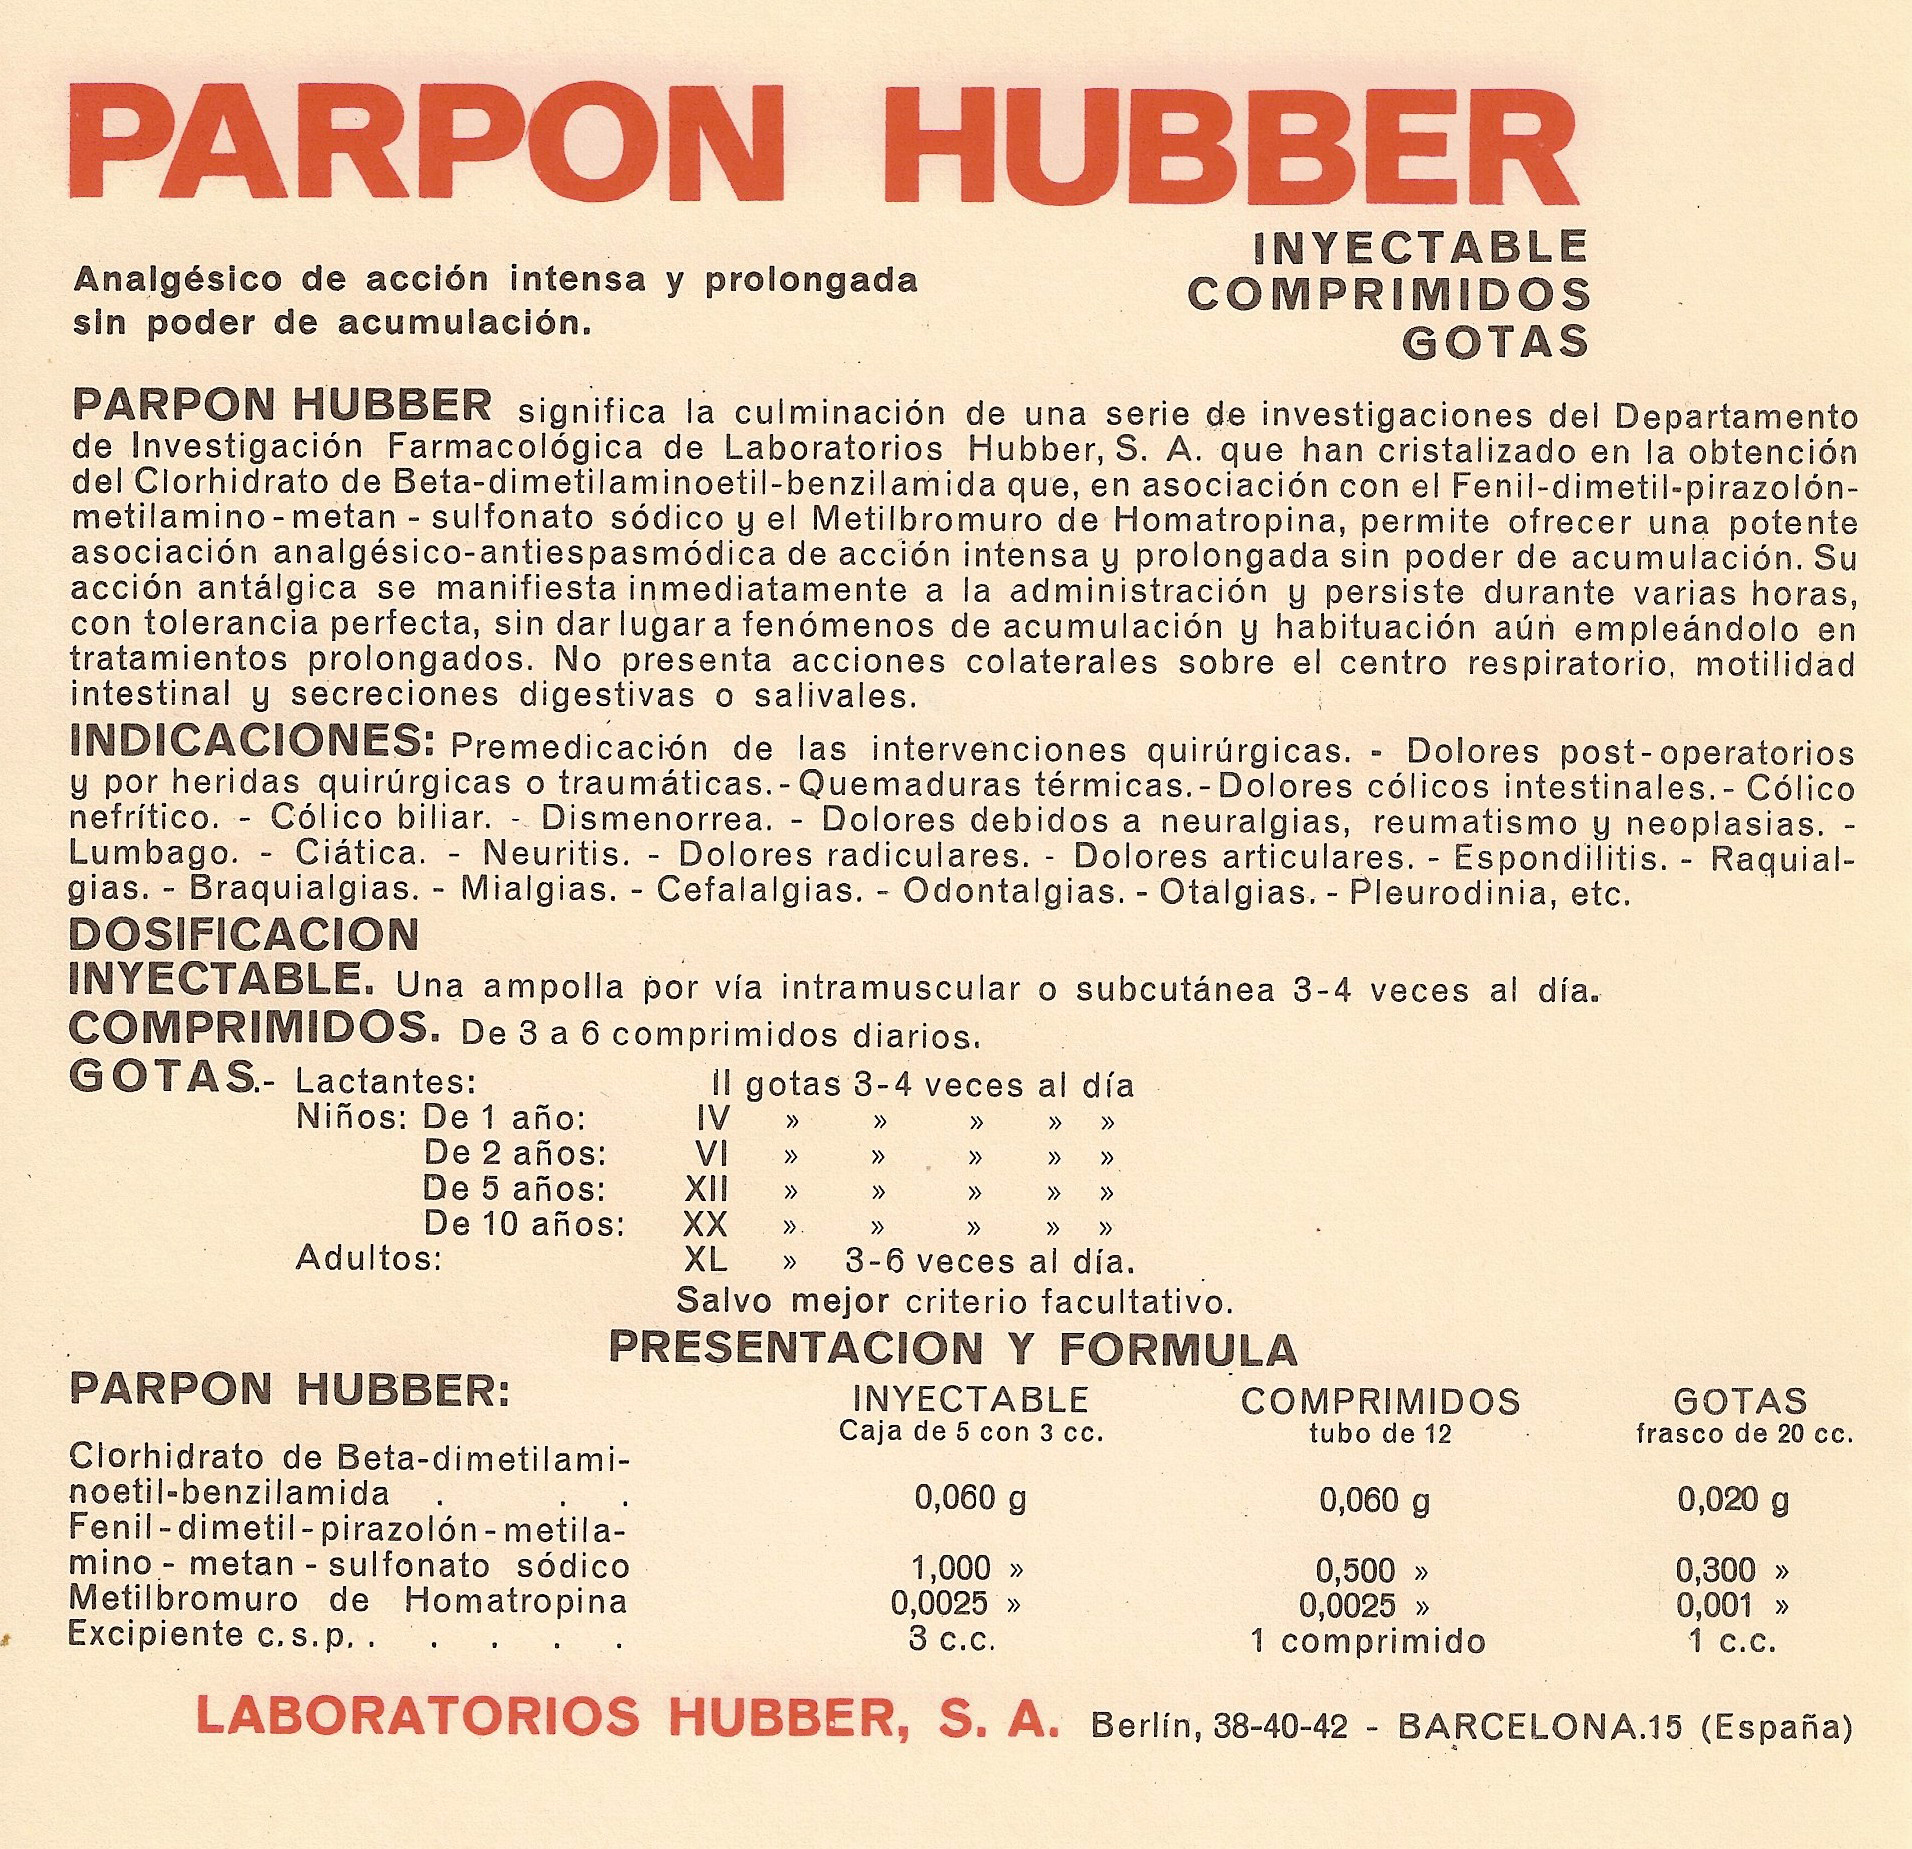 PARPON HUBBER
INYECTABLE
COMPRIMIDOS
GOTAS
Analgésico de acción intensa y prolongada
sin poder de acumulación.
PARPON HUBBER significa la culminación de una serie de investigaciones del Departamento
de Investigación Farmacológica de Laboratorios Hubber, S. A. que han cristalizado en la obtención
del Clorhidrato de Beta-dimetilaminoetil-benzilamida que, en asociación con el Fenil-dimetil-pirazolón-
metilamino-metan-sulfonato sódico y el Metilbromuro de Homatropina, permite ofrecer una potente
asociación analgésico-antiespasmódica de acción intensa y prolongada sin poder de acumulación. Su
acción antálgica se manifiesta inmediatamente a la administración y persiste durante varias horas,
con tolerancia perfecta, sin dar lugar a fenómenos de acumulación y habituación aún empleándolo en
tratamientos prolongados. No presenta acciones colaterales sobre el centro respiratorio, motilidad
intestinal y secreciones digestivas o salivales.
INDICACIONES: Premedicación de las intervenciones quirúrgicas. - Dolores post-operatorios
y por heridas quirúrgicas o traumáticas. - Quemaduras térmicas. - Dolores cólicos intestinales. - Cólico
nefrítico. - Cólico biliar. - Dismenorrea. - Dolores debidos a neuralgias, reumatismo y neoplasias. -
Lumbago. - Ciática. - Neuritis. - Dolores radiculares. - Dolores articulares. - Espondilitis. - Raquial-
gias. - Braquialgias. - Mialgias. - Cefalalgias. - Odontalgias. - Otalgias. - Pleurodinia, etc.
DOSIFICACION
INYECTABLE. Una ampolla por vía intramuscular o subcutánea 3-4 veces al día.
COMPRIMIDOS. De 3 a 6 comprimidos diarios.
GOTAS.- Lactantes: II gotas 3-4 veces al día
Niños: De 1 año: IV » » » » »
De 2 años: VI » » » » »
De 5 años: XII » » » » »
De 10 años: XX » » » » »
Adultos: XL » 3-6 veces al día.
Salvo mejor criterio facultativo.
PRESENTACION Y FORMULA
PARPON HUBBER: INYECTABLE COMPRIMIDOS GOTAS
Caja de 5 con 3 cc. tubo de 12 frasco de 20 cc.
Clorhidrato de Beta-dimetilami-
noetil-benzilamida . . . 0,060 g 0,060 g 0,020 g
Fenil-dimetil-pirazolón-metila-
mino-metan-sulfonato sódico 1,000 » 0,500 » 0,300 »
Metilbromuro de Homatropina 0,0025 » 0,0025 » 0,001 »
Excipiente c.s.p. . . . . . 3 c.c. 1 comprimido 1 c.c.
LABORATORIOS HUBBER, S. A. Berlín, 38-40-42 - BARCELONA.15 (España)